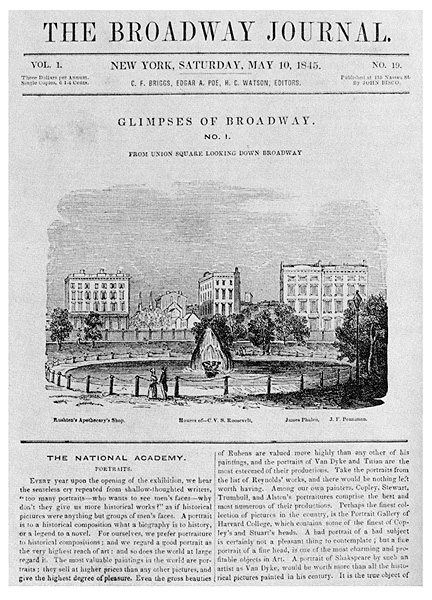 THE BROADWAY JOURNAL.
VOL. 1.
NEW YORK, SATURDAY, MAY 10, 1845.
NO. 19.
Three Dollars per Annum.
Single Copies, 6 1-4 Cents.
C. F. BRIGGS, EDGAR A. POE, H. C. WATSON, EDITORS.
Published at 153 Nassau St.
By JOHN BISCO.
GLIMPSES OF BROADWAY.
NO. I.
FROM UNION SQUARE LOOKING DOWN BROADWAY
Rushton's Apothecary's Shop.
Houses of—C. V. S. Roosevelt,
James Phalen,
J. F. Penniman.
THE NATIONAL ACADEMY.
PORTRAITS.
EVERY year upon the opening of the exhibition, we hear
the senseless cry repeated from shallow-thoughted writers,
"too many portraits—who wants to see men's faces—why
don't they give us more historical works?" as if historical
pictures were anything but groups of men's faces. A portrait
is to a historical composition what a biography is to history,
or a legend to a novel. For ourselves, we prefer portraiture
to historical compositions; and we regard a good portrait as
the very highest reach of art: and so does the world at large
regard it. The most valuable paintings in the world are por-
traits; they sell at higher prices than any other pictures, and
give the highest degree of pleasure. Even the gross beauties
of Rubens are valued more highly than any other of his
paintings, and the portraits of Van Dyke and Titian are the
most esteemed of their productions. Take the portraits from
the list of Reynolds' works, and there would be nothing left
worth having. Among our own painters, Copley, Stewart,
Trumbull, and Alston's portraitures comprise the best and
most numerous of their productions. Perhaps the finest col-
lection of pictures in the country, is the Portrait Gallery of
Harvard College, which contains some of the finest of Cop-
ley's and Stuart's heads. A bad portrait of a bad subject
is certainly not a pleasant thing to contemplate; but a fine
portrait of a fine head, is one of the most charming and pro-
fitable objects in Art. A portrait of Shakspeare by such an
artist as Van Dyke, would be worth more than all the histo-
rical pictures painted in his century. It is the true object of